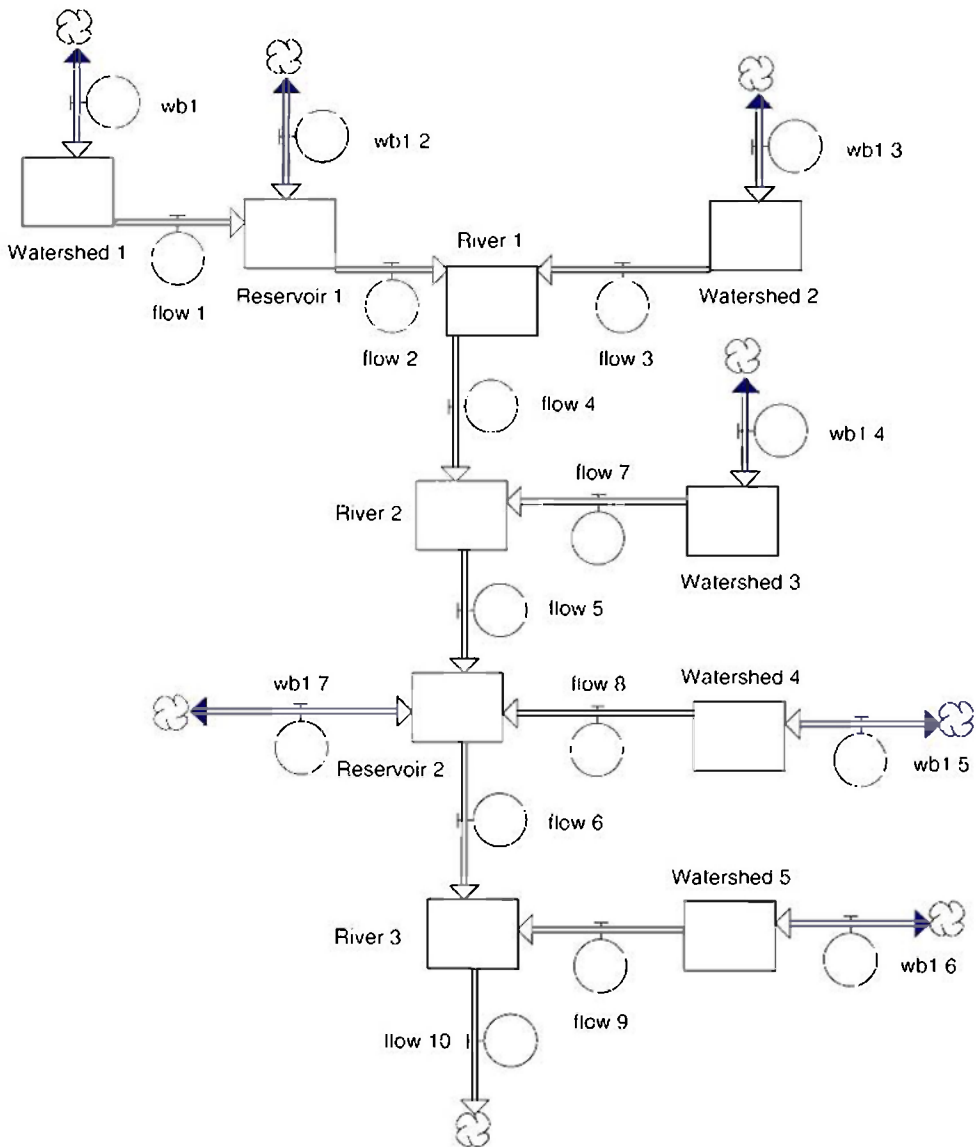 wb1
wb1 2
wb1 3
Watershed 1
flow 1
Reservoir 1
River 1
Watershed 2
flow 2
flow 3
flow 4
wb1 4
flow 7
River 2
Watershed 3
flow 5
wb1 7
flow 8
Watershed 4
Reservoir 2
wb1 5
flow 6
Watershed 5
River 3
wb1 6
flow 9
flow 10